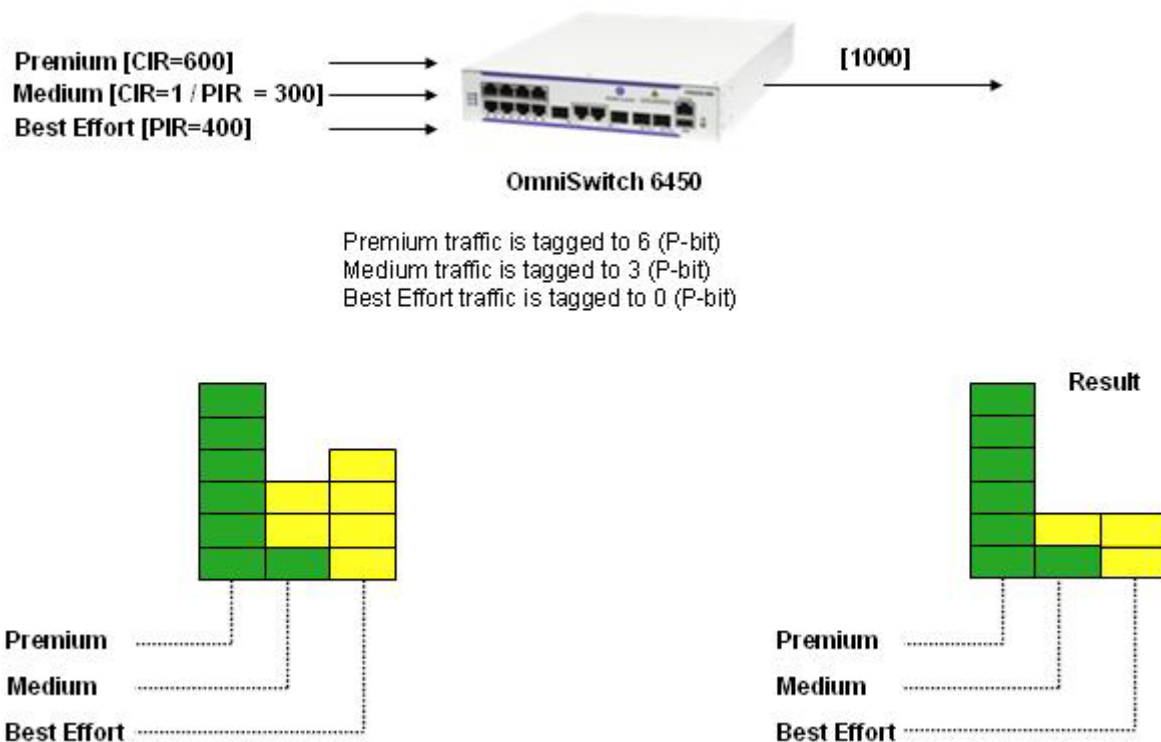 Premium [CIR=600]
Medium [CIR=1 / PIR = 300]
Best Effort [PIR=400]
[1000]
OmniSwitch 6450
Premium traffic is tagged to 6 (P-bit)
Medium traffic is tagged to 3 (P-bit)
Best Effort traffic is tagged to 0 (P-bit)
Result
Premium
Medium
Best Effort
Premium
Medium
Best Effort